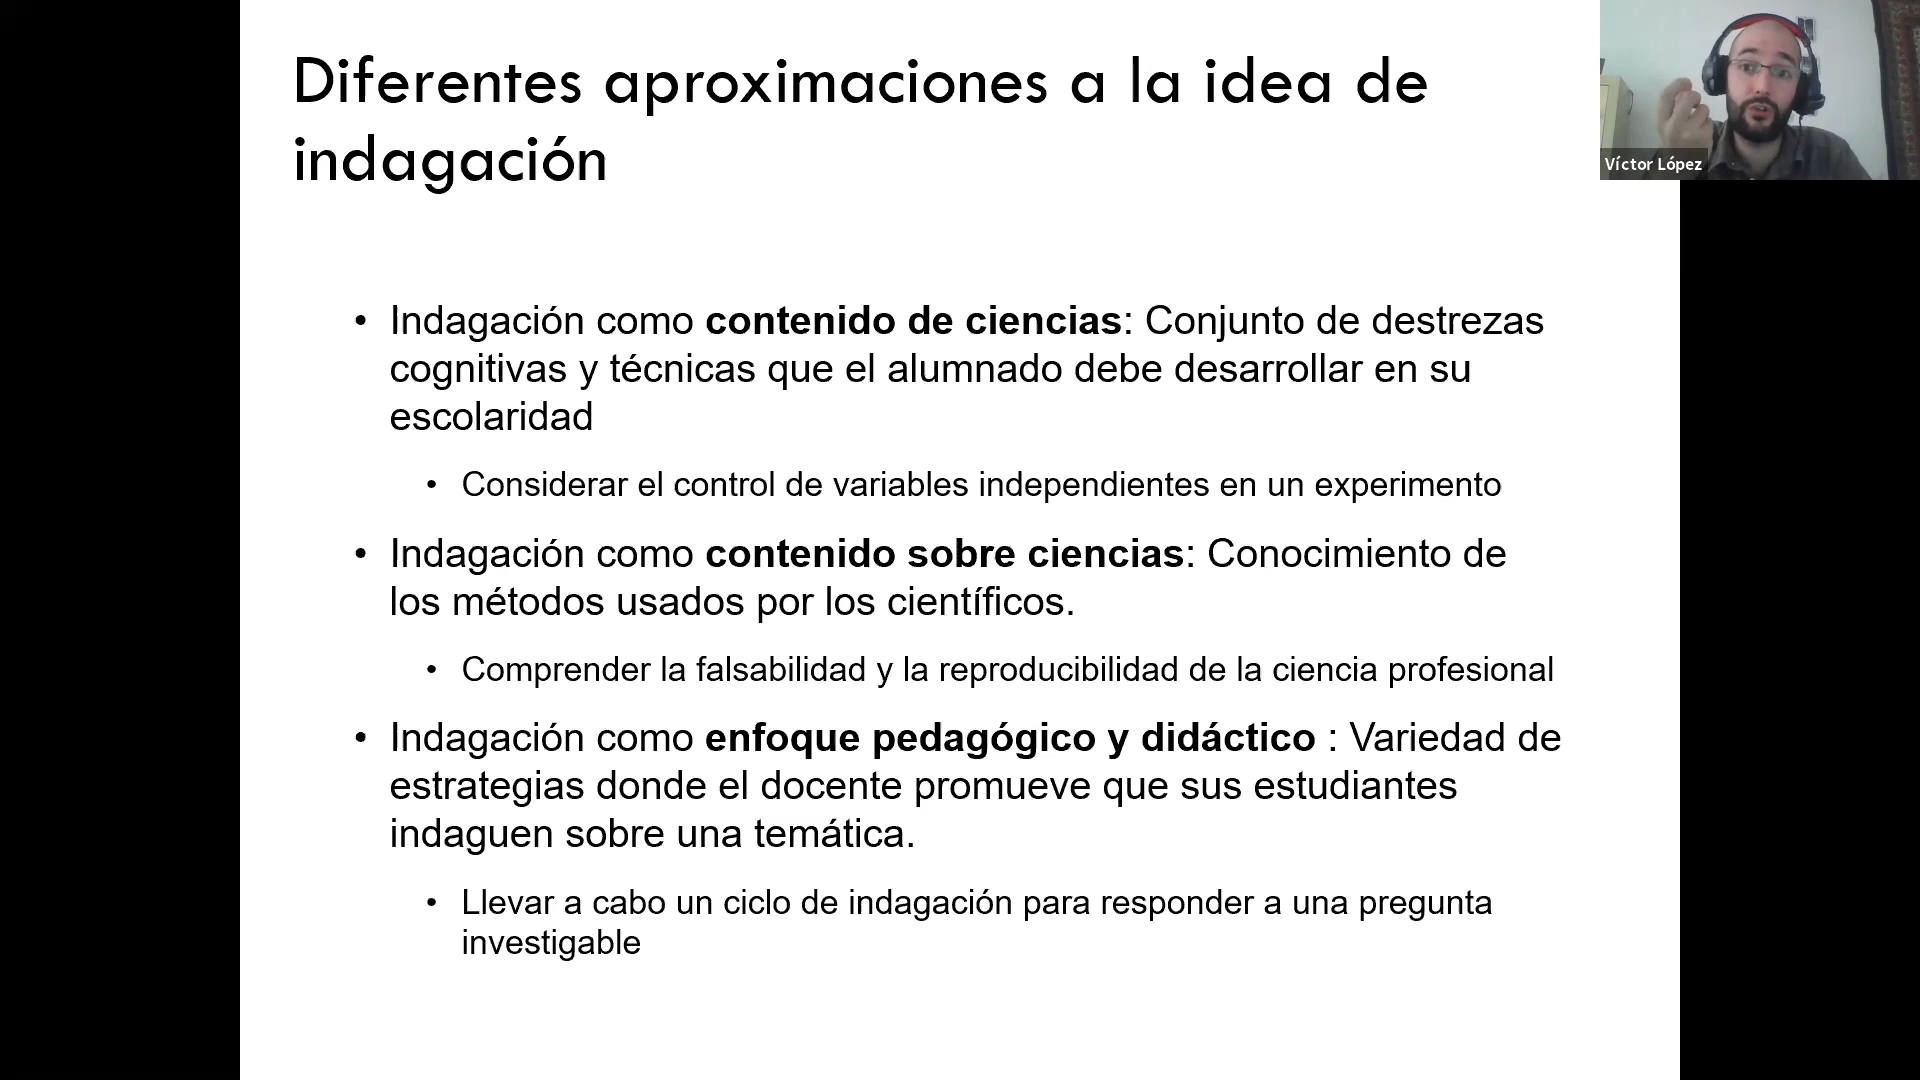 Diferentes aproximaciones a la idea de
indagación
Víctor López
• Indagación como contenido de ciencias: Conjunto de destrezas
cognitivas y técnicas que el alumnado debe desarrollar en su
escolaridad
• Considerar el control de variables independientes en un experimento
• Indagación como contenido sobre ciencias: Conocimiento de
los métodos usados por los científicos.
• Comprender la falsabilidad y la reproducibilidad de la ciencia profesional
• Indagación como enfoque pedagógico y didáctico : Variedad de
estrategias donde el docente promueve que sus estudiantes
indaguen sobre una temática.
• Llevar a cabo un ciclo de indagación para responder a una pregunta
investigable